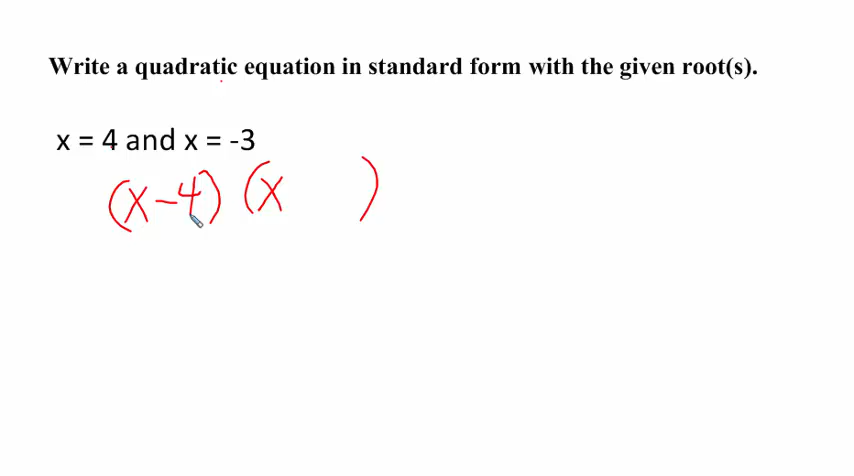 Write a quadratic equation in standard form with the given root(s).
x = 4 and x = -3
(x-4) (x )